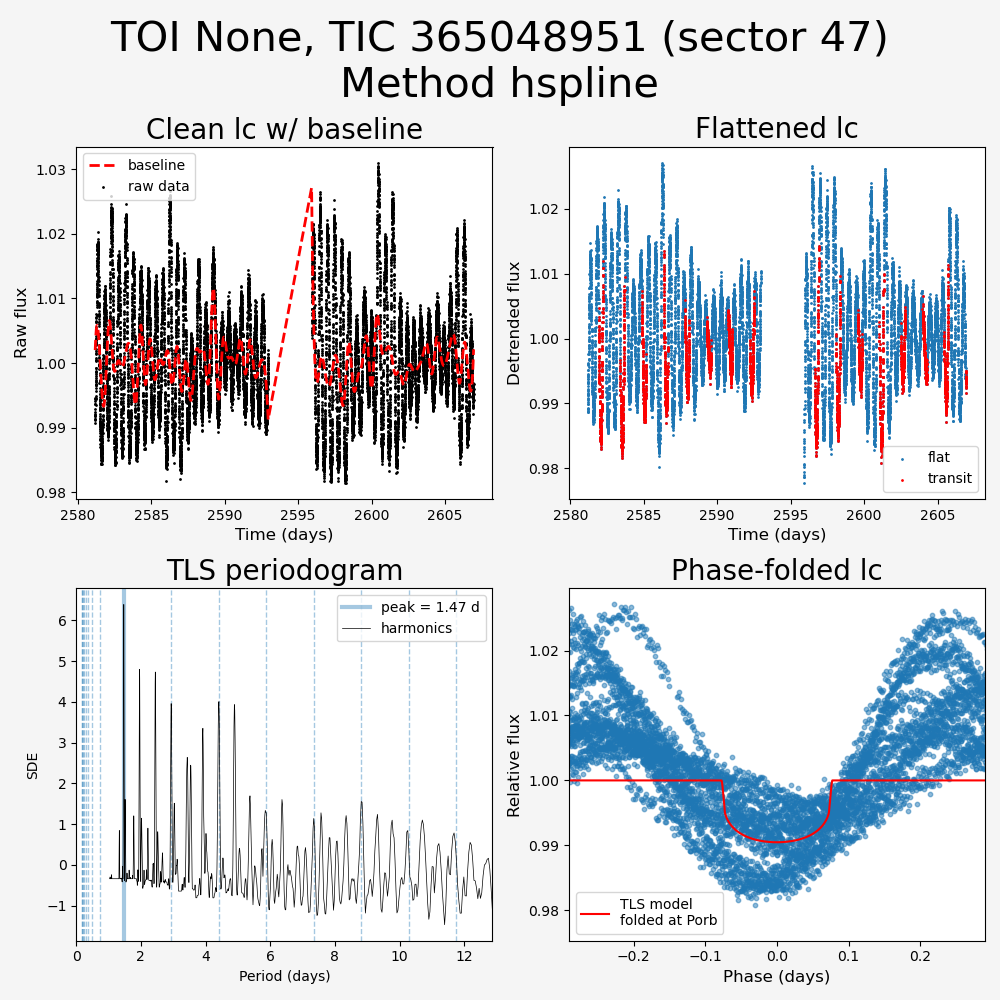 TOI None, TIC 365048951 (sector 47)
Method hspline
Clean lc w/ baseline
Raw flux
1.03
1.02
1.01
1.00
0.99
0.98
baseline
raw data
2580 2585 2590 2595 2600 2605
Time (days)
Flattened lc
Detrended flux
1.02
1.01
1.00
0.99
0.98
flat
transit
2580 2585 2590 2595 2600 2605
Time (days)
TLS periodogram
SDE
6
5
4
3
2
1
0
−1
peak = 1.47 d
harmonics
0 2 4 6 8 10 12
Period (days)
Phase-folded lc
Relative flux
1.02
1.01
1.00
0.99
0.98
TLS model
folded at Porb
−0.2 −0.1 0.0 0.1 0.2
Phase (days)